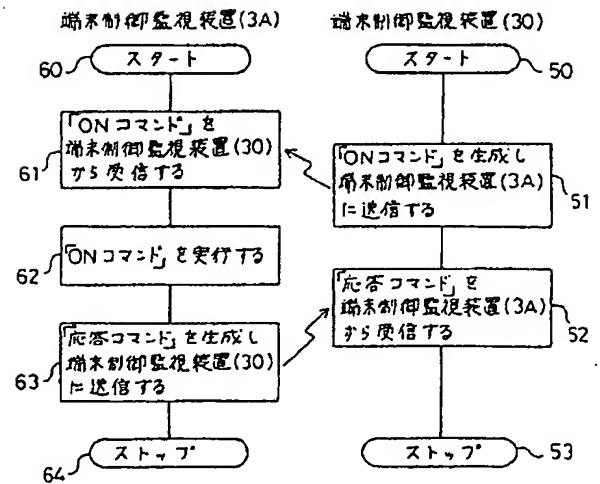 端末制御監視装置(3A)
60
スタート
61
「ONコマンド」を
端末制御監視装置(30)
から受信する
62
「ONコマンド」を実行する
63
「応答コマンド」を生成し
端末制御監視装置(30)
に送信する
64
ストップ
端末制御監視装置(30)
スタート
50
「ONコマンド」を生成し
端末制御監視装置(3A)
に送信する
51
「応答コマンド」を
端末制御監視装置(3A)
から受信する
52
ストップ
53